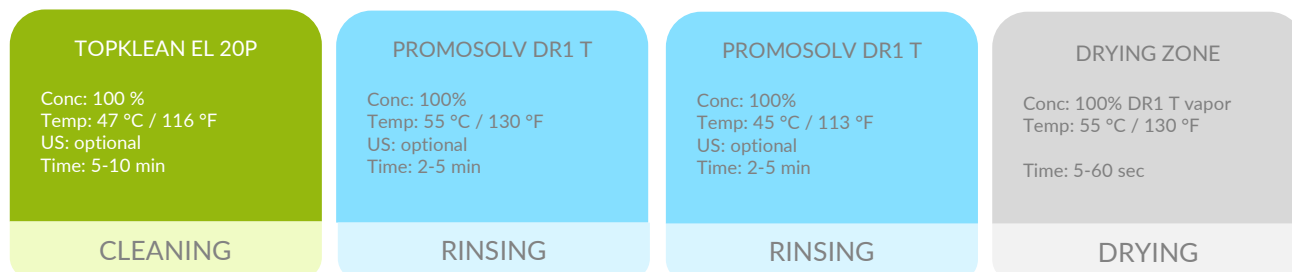 TOPKLEAN EL 20P
Conc: 100 %
Temp: 47 °C / 116 °F
US: optional
Time: 5-10 min
CLEANING
PROMOSOLV DR1 T
Conc: 100%
Temp: 55 °C / 130 °F
US: optional
Time: 2-5 min
RINSING
PROMOSOLV DR1 T
Conc: 100%
Temp: 45 °C / 113 °F
US: optional
Time: 2-5 min
RINSING
DRYING ZONE
Conc: 100% DR1 T vapor
Temp: 55 °C / 130 °F
Time: 5-60 sec
DRYING